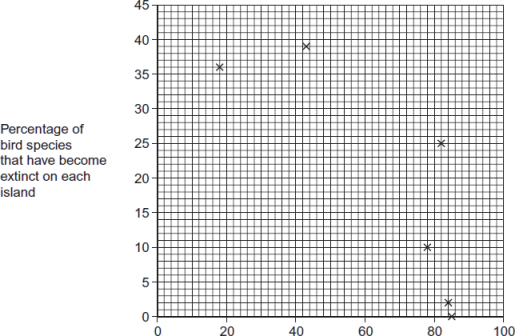 45
40
35
30
Percentage of
bird species
that have become
extinct on each
island
25
20
15
10
5
0
0 20 40 60 80 100